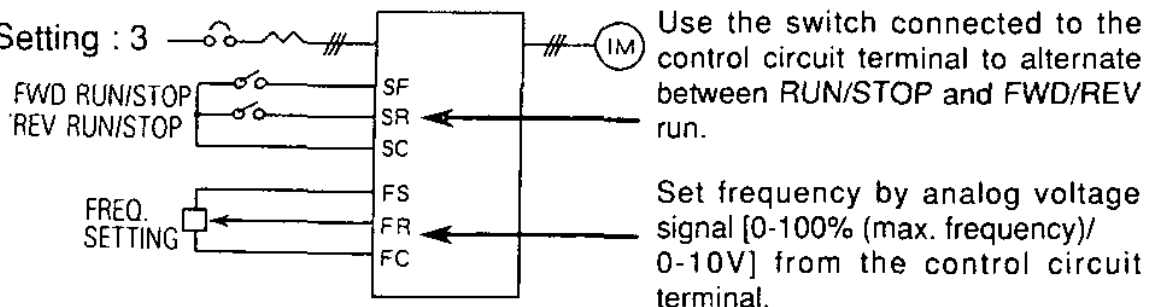 Setting : 3
IM
FWD RUN/STOP
REV RUN/STOP
SF
SR
SC
FREQ.
SETTING
FS
FR
FC
Use the switch connected to the
control circuit terminal to alternate
between RUN/STOP and FWD/REV
run.
Set frequency by analog voltage
signal [0-100% (max. frequency)/
0-10V] from the control circuit
terminal.